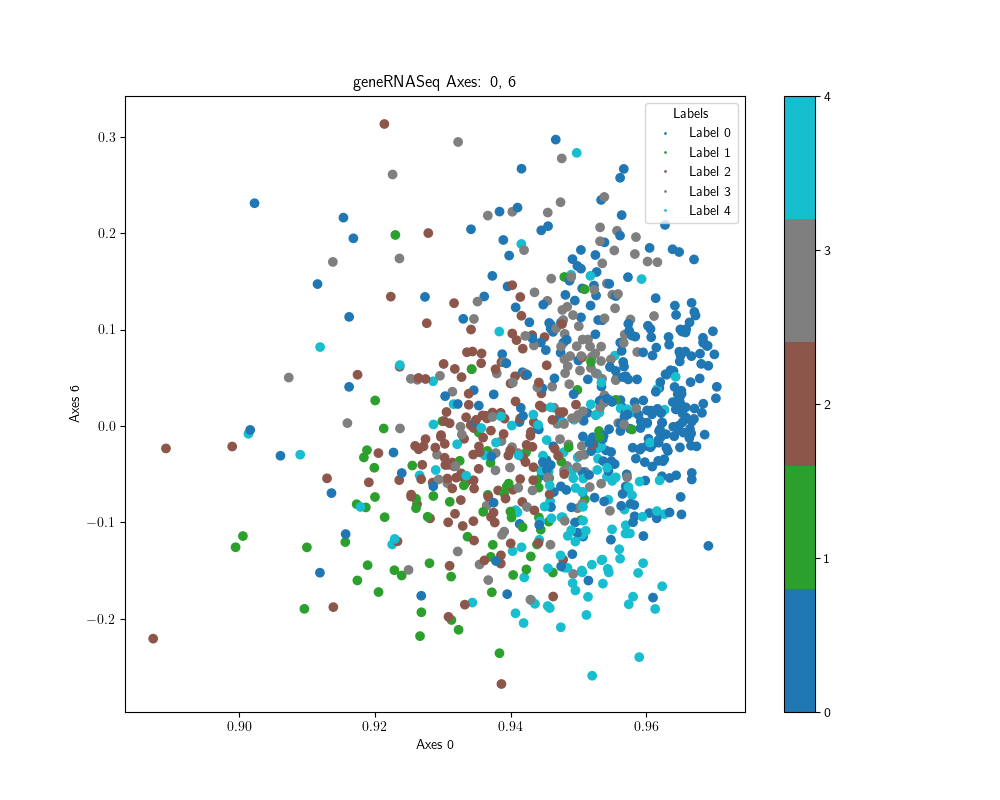 geneRNASeq Axes: 0, 6
Labels
Label 0
Label 1
Label 2
Label 3
Label 4
0.3
0.2
0.1
0.0
−0.1
−0.2
Axes 6
0.90 0.92 0.94 0.96
Axes 0
4
3
2
1
0